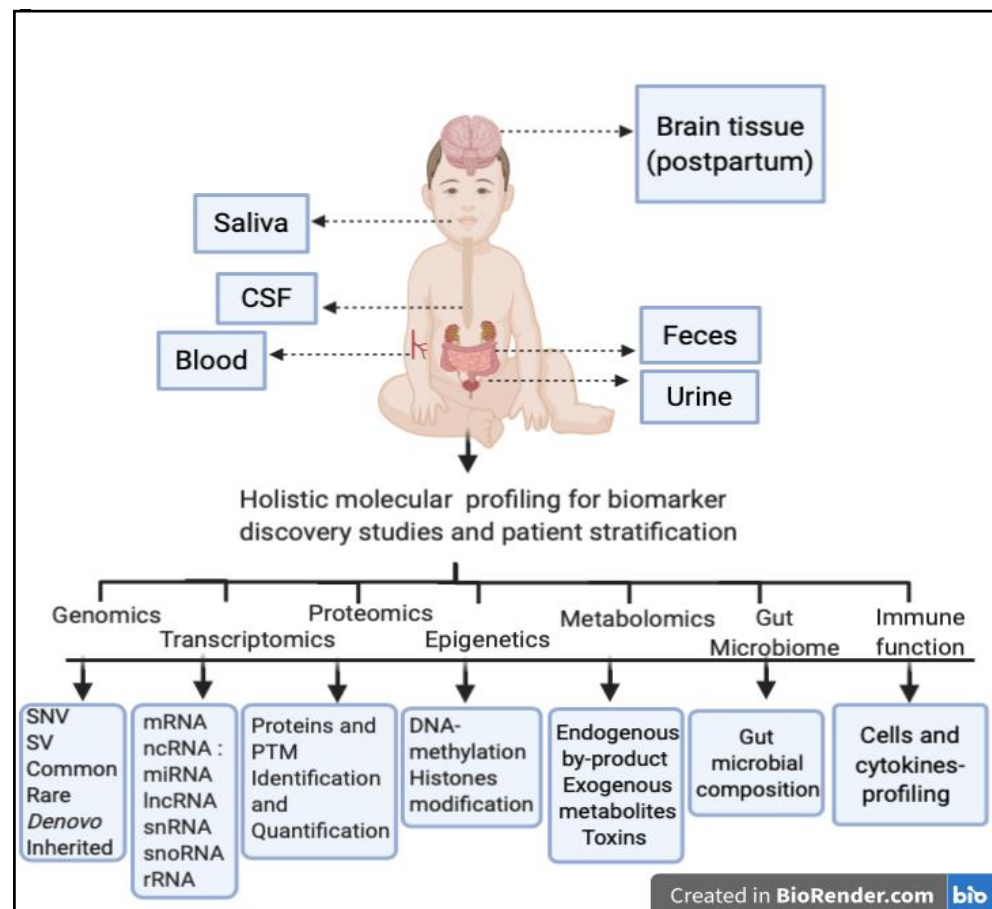 Brain tissue
(postpartum)
Saliva
CSF
Blood
Feces
Urine
Holistic molecular profiling for biomarker
discovery studies and patient stratification
Genomics
Transcriptomics
Proteomics
Epigenetics
Metabolomics
Gut
Microbiome
Immune
function
SNV
SV
Common
Rare
Denovo
Inherited
mRNA
ncRNA :
miRNA
lncRNA
snRNA
snoRNA
rRNA
Proteins and
PTM
Identification
and
Quantification
DNA-
methylation
Histones
modification
Endogenous
by-product
Exogenous
metabolites
Toxins
Gut
microbial
composition
Cells and
cytokines-
profiling
Created in BioRender.com bio